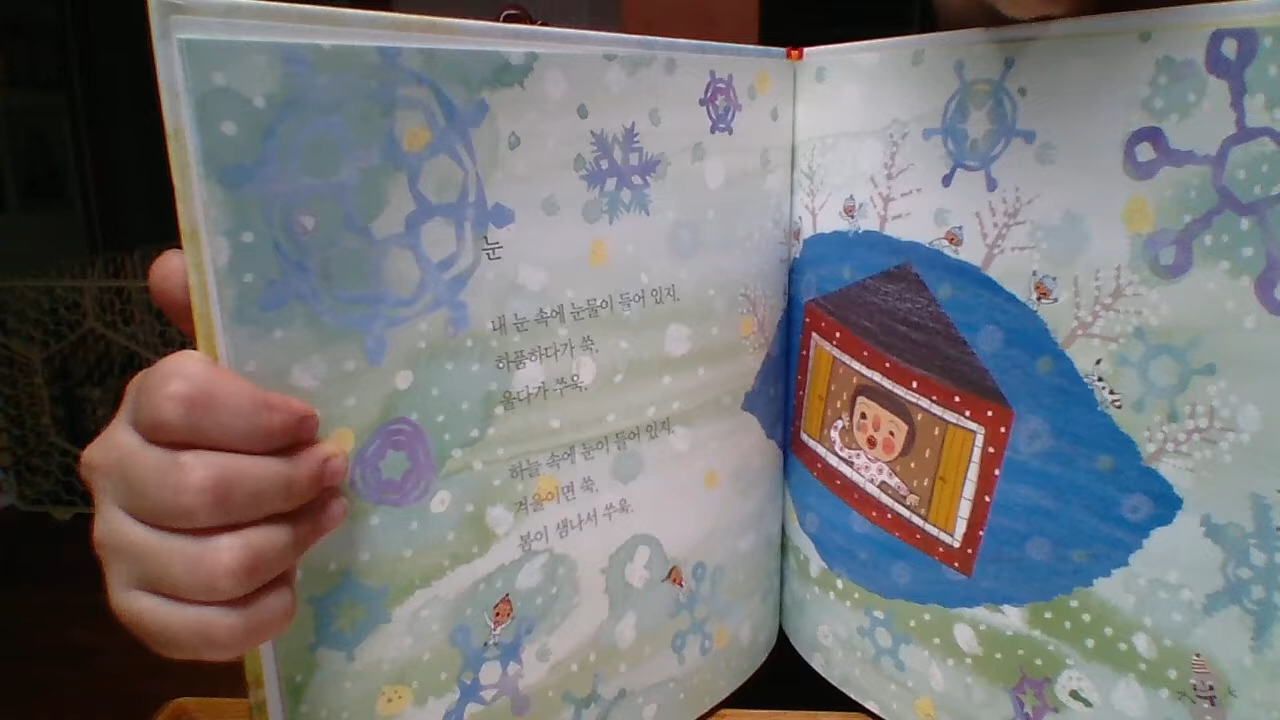 눈
내 눈 속에 눈물이 들어 있지.
하품하다가 쑥.
울다가 쑤욱.
하늘 속에 눈이 들어 있지.
겨울이면 쑥.
봄이 샘나서 쑤욱.